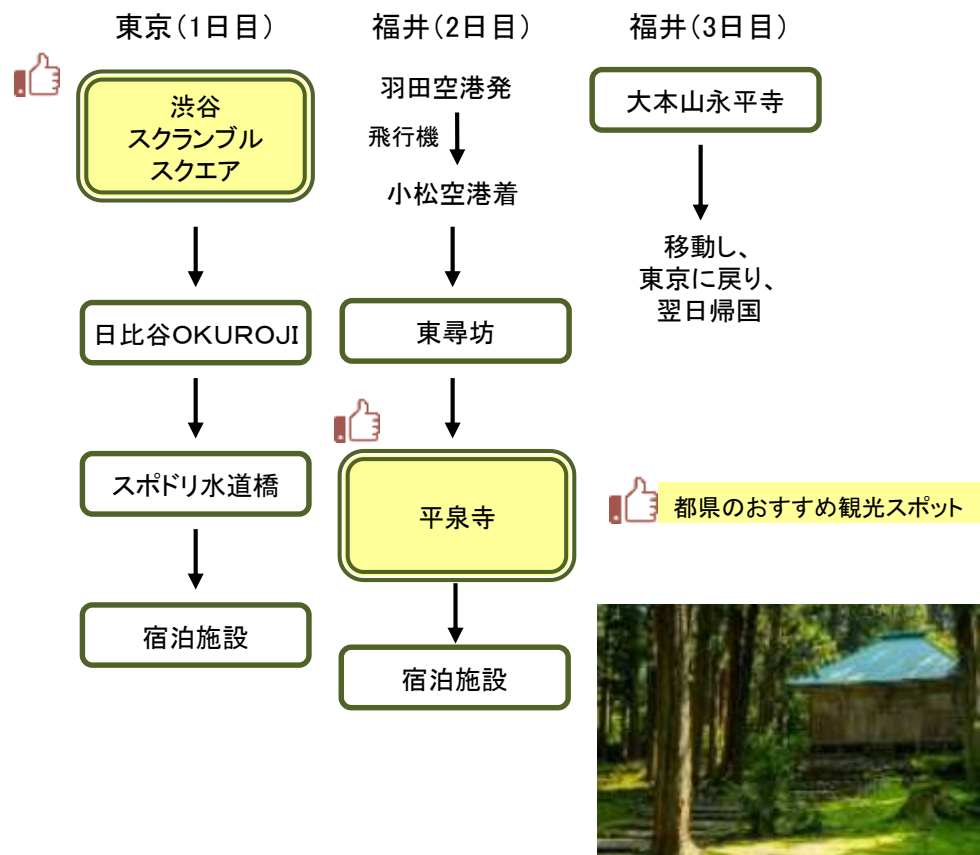 東京（1日目）
渋谷
スクランブル
スクエア
日比谷OKUROJI
スポドリ水道橋
宿泊施設
福井（2日目）
羽田空港発
飛行機
小松空港着
東尋坊
平泉寺
宿泊施設
福井（3日目）
大本山永平寺
移動し、
東京に戻り、
翌日帰国
都県のおすすめ観光スポット